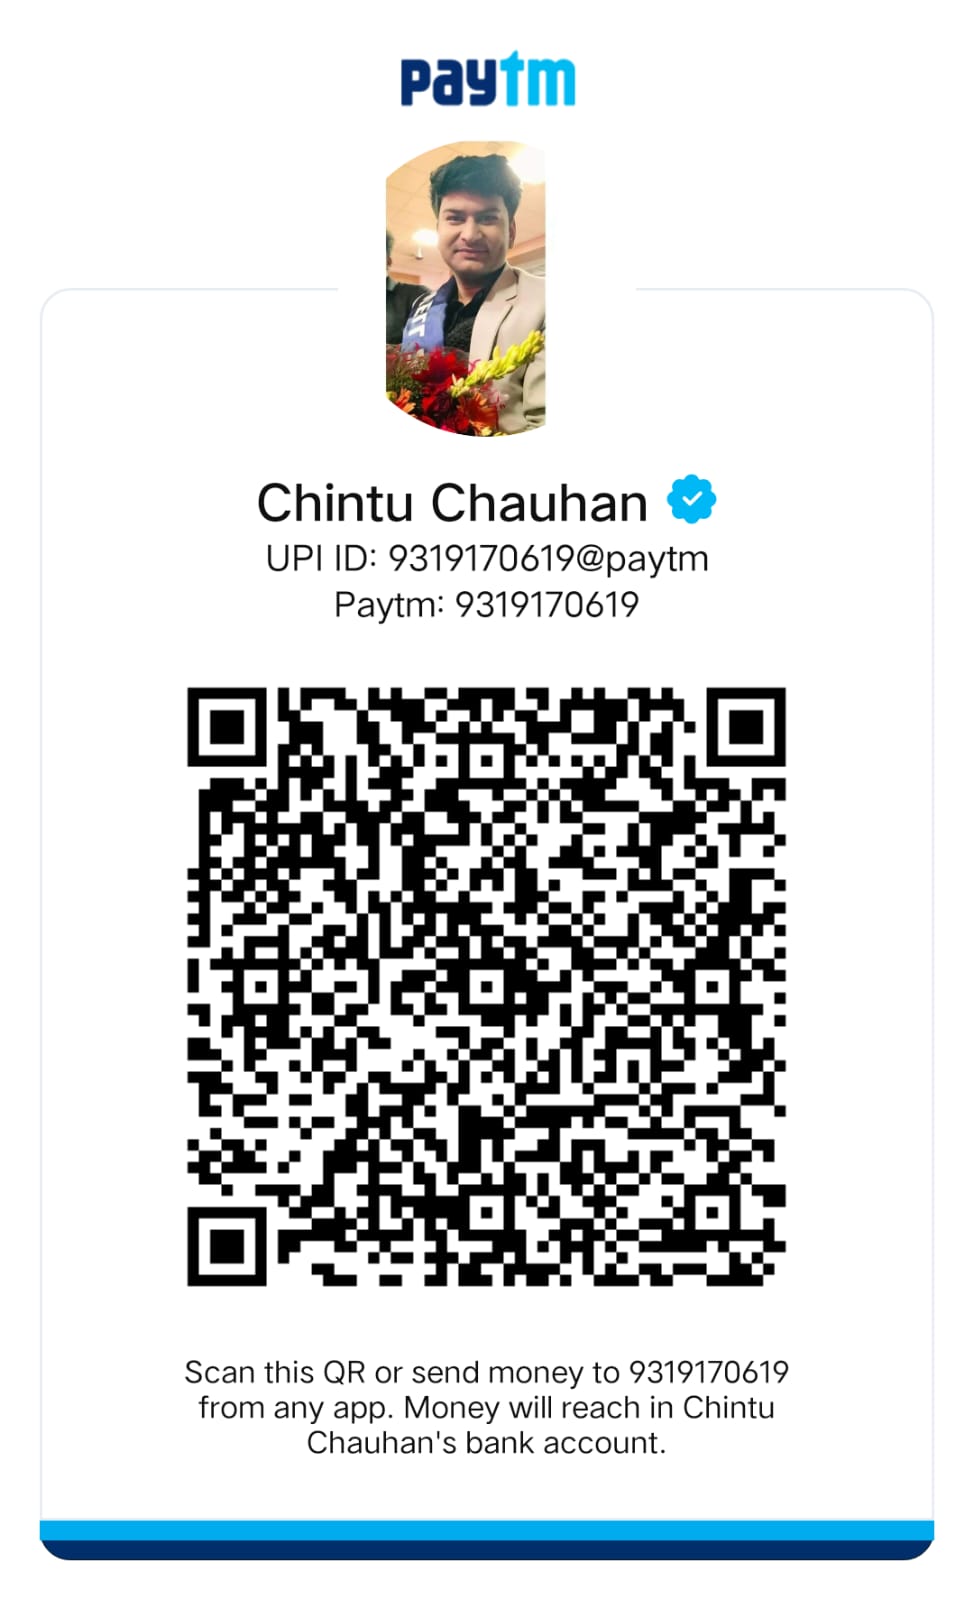 paytm
Chintu Chauhan
UPI ID: 9319170619@paytm
Paytm: 9319170619
Scan this QR or send money to 9319170619
from any app. Money will reach in Chintu
Chauhan's bank account.